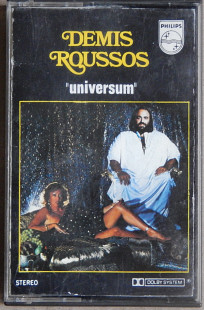 DEMIS
ROUSSOS
PHILIPS
"universum"
STEREO
DOLBY SYSTEM